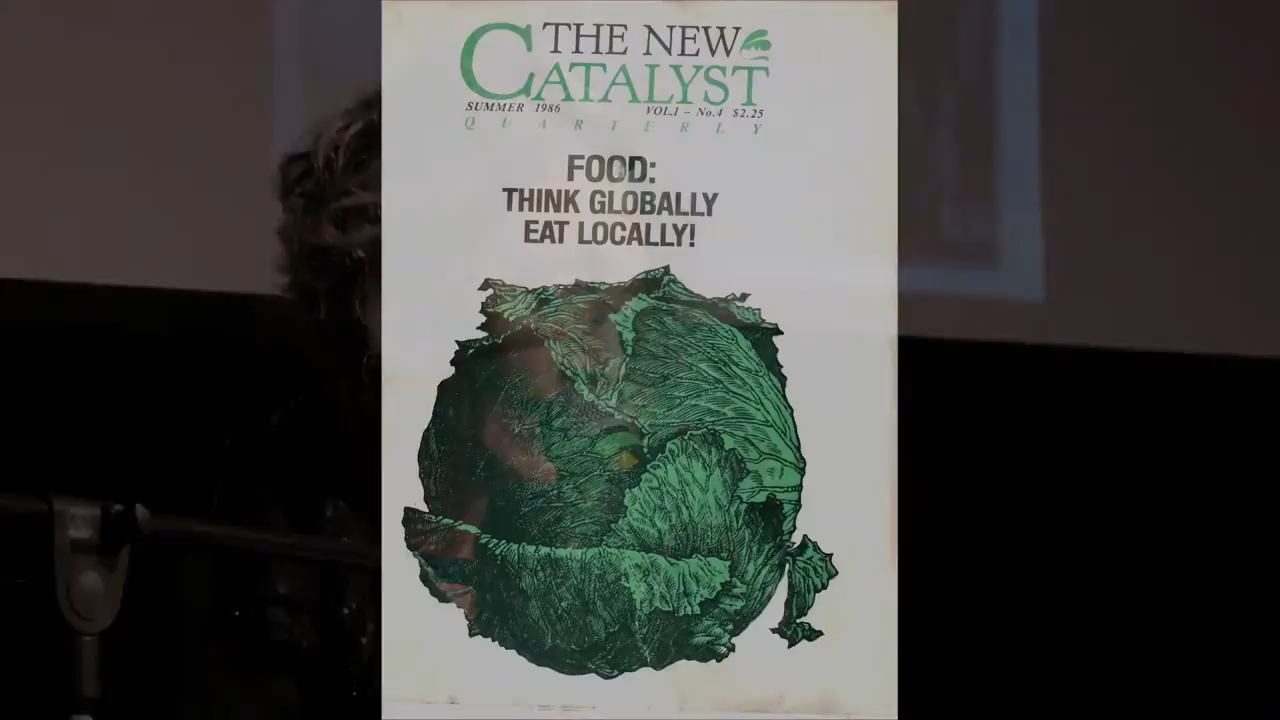 THE NEW
CATALYST
SUMMER 1986 VOL.1 – No.4 $2.25
QUARTERLY
FOOD:
THINK GLOBALLY
EAT LOCALLY!